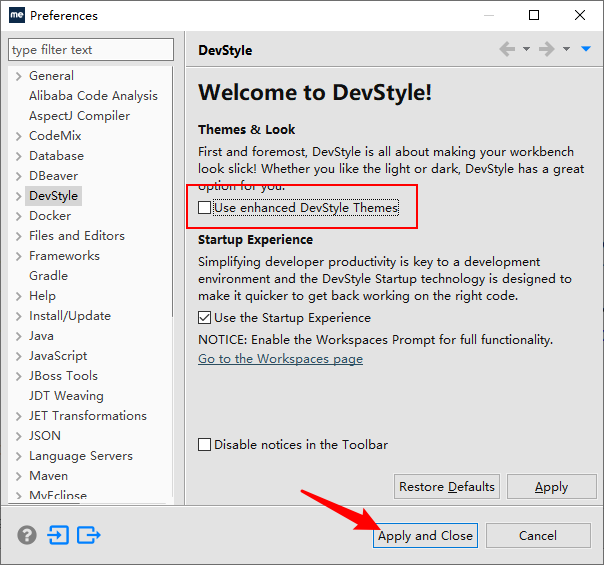 me Preferences
type filter text
General
Alibaba Code Analysis
AspectJ Compiler
CodeMix
Database
DBeaver
DevStyle
Docker
Files and Editors
Frameworks
Gradle
Help
Install/Update
Java
JavaScript
JBoss Tools
JDT Weaving
JET Transformations
JSON
Language Servers
Maven
MyEclipse
DevStyle
Welcome to DevStyle!
Themes & Look
First and foremost, DevStyle is all about making your workbench
look slick! Whether you like the light or dark, DevStyle has a great
option for you.
Use enhanced DevStyle Themes
Startup Experience
Simplifying developer productivity is key to a development
environment and the DevStyle Startup technology is designed to
make it quicker to get back working on the right code.
Use the Startup Experience
NOTICE: Enable the Workspaces Prompt for full functionality.
Go to the Workspaces page
Disable notices in the Toolbar
Restore Defaults
Apply
Apply and Close
Cancel